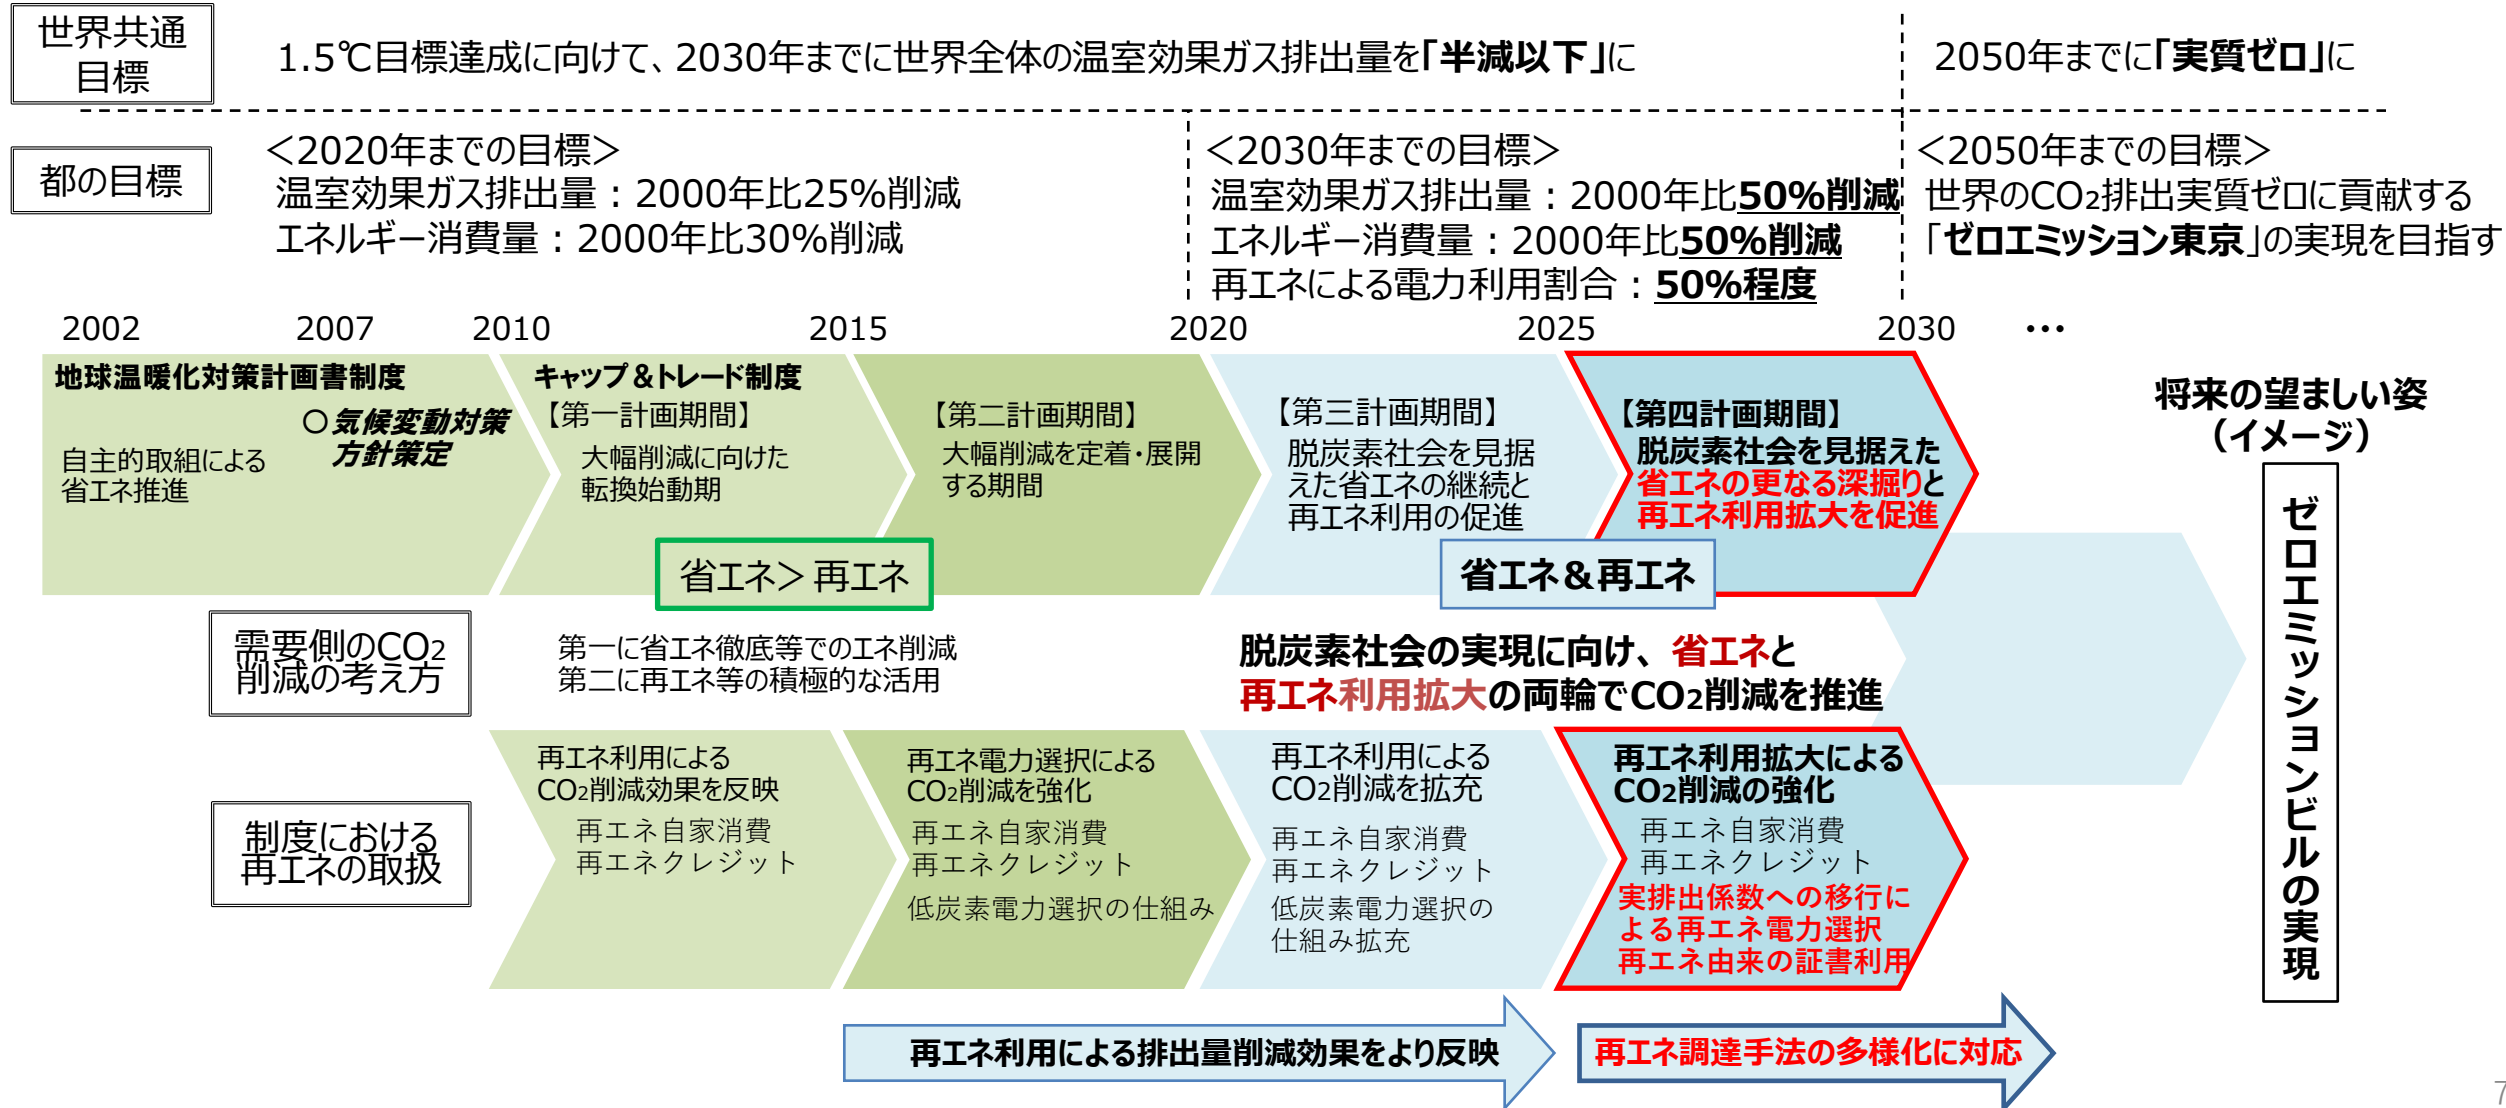 世界共通
目標
1.5℃目標達成に向けて、2030年までに世界全体の温室効果ガス排出量を「半減以下」に
2050年までに「実質ゼロ」に
都の目標
＜2020年までの目標＞
温室効果ガス排出量：2000年比25%削減
エネルギー消費量：2000年比30%削減
＜2030年までの目標＞
温室効果ガス排出量：2000年比50%削減
エネルギー消費量：2000年比50%削減
再エネによる電力利用割合：50%程度
＜2050年までの目標＞
世界のCO2排出実質ゼロに貢献する
「ゼロエミッション東京」の実現を目指す
2002
2007
2010
2015
2020
2025
2030
…
地球温暖化対策計画書制度
○気候変動対策
方針策定
自主的取組による
省エネ推進
キャップ＆トレード制度
【第一計画期間】
大幅削減に向けた
転換始動期
【第二計画期間】
大幅削減を定着・展開
する期間
【第三計画期間】
脱炭素社会を見据
えた省エネの継続と
再エネ利用の促進
【第四計画期間】
脱炭素社会を見据えた
省エネの更なる深掘りと
再エネ利用拡大を促進
将来の望ましい姿
（イメージ）
省エネ＞再エネ
省エネ＆再エネ
ゼロエミッションビルの実現
需要側のCO2
削減の考え方
第一に省エネ徹底等でのエネ削減
第二に再エネ等の積極的な活用
脱炭素社会の実現に向け、省エネと
再エネ利用拡大の両輪でCO2削減を推進
制度における
再エネの取扱
再エネ利用による
CO2削減効果を反映
再エネ自家消費
再エネクレジット
再エネ電力選択による
CO2削減を強化
再エネ自家消費
再エネクレジット
低炭素電力選択の仕組み
再エネ利用による
CO2削減を拡充
再エネ自家消費
再エネクレジット
低炭素電力選択の
仕組み拡充
再エネ利用拡大による
CO2削減の強化
再エネ自家消費
再エネクレジット
実排出係数への移行に
よる再エネ電力選択
再エネ由来の証書利用
再エネ利用による排出量削減効果をより反映
再エネ調達手法の多様化に対応
7